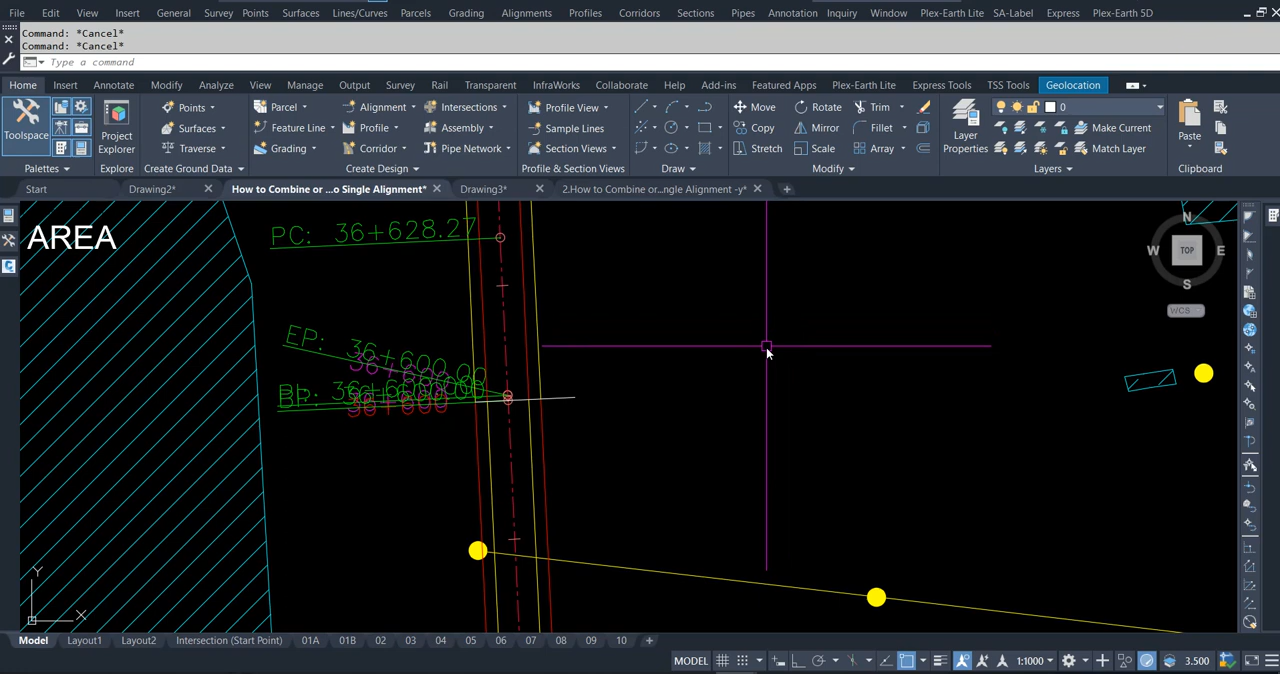 File Edit View Insert General Survey Points Surfaces Lines/Curves Parcels Grading Alignments Profiles Corridors Sections Pipes Annotation Inquiry Window Plex-Earth Lite SA-Label Express Plex-Earth 5D
Command: *Cancel*
Command: *Cancel*
Type a command
Home Insert Annotate Modify Analyze View Manage Output Survey Rail Transparent InfraWorks Collaborate Help Add-ins Featured Apps Plex-Earth Lite Express Tools TSS Tools Geolocation
Points Parcel Alignment Intersections Profile View Move Rotate Trim 0
Toolspace Project Explorer Surfaces Feature Line Profile Assembly Sample Lines Copy Mirror Fillet Layer Properties Make Current Paste
Traverse Grading Corridor Pipe Network Section Views Stretch Scale Array Match Layer
Palettes Explore Create Ground Data Create Design Profile & Section Views Draw Modify Layers Clipboard
Start Drawing2* How to Combine or ...o Single Alignment* Drawing3* 2.How to Combine or...ngle Alignment -y*
AREA
PC: 36+628.27
N
W TOP E
S
WCS
EP: 36+600.00
36+600
Y
X
Model Layout1 Layout2 Intersection (Start Point) 01A 01B 02 03 04 05 06 07 08 09 10
MODEL 1:1000 3.500